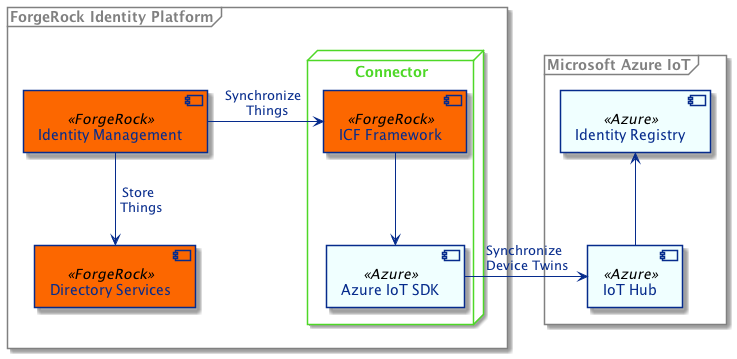 ForgeRock Identity Platform
Connector
Microsoft Azure IoT
«ForgeRock»
Identity Management
Synchronize
Things
«ForgeRock»
ICF Framework
«Azure»
Identity Registry
Store
Things
«ForgeRock»
Directory Services
«Azure»
Azure IoT SDK
Synchronize
Device Twins
«Azure»
IoT Hub